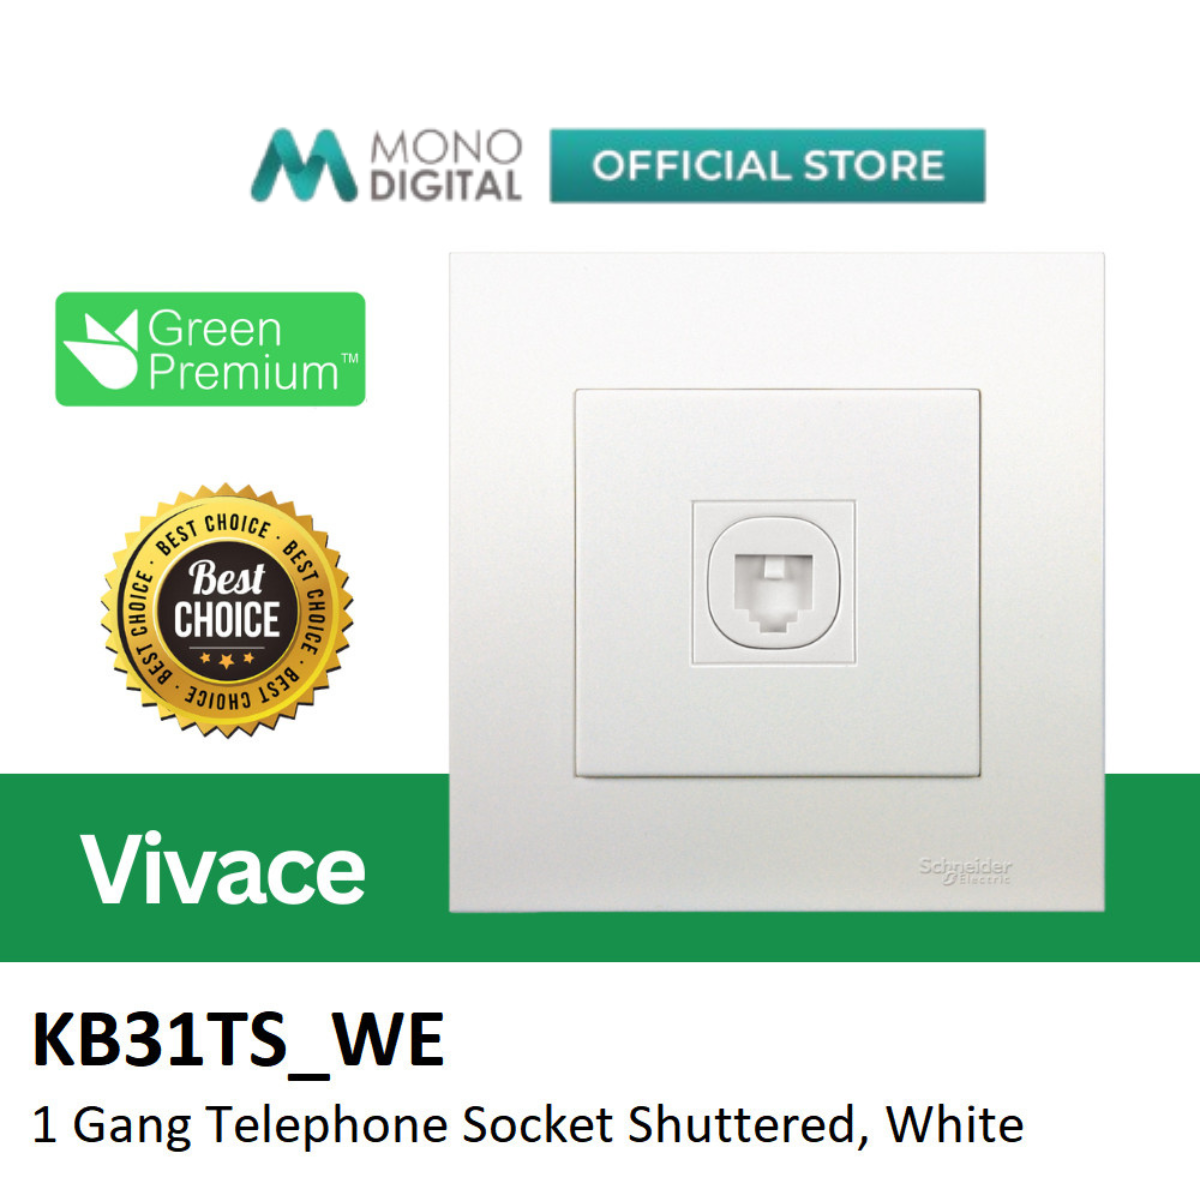 MONO
DIGITAL
OFFICIAL STORE
Green
Premium™
BEST CHOICE · BEST CHOICE · BEST CHOICE · BEST CHOICE ·
Best
CHOICE
Vivace
Schneider
Electric
KB31TS_WE
1 Gang Telephone Socket Shuttered, White